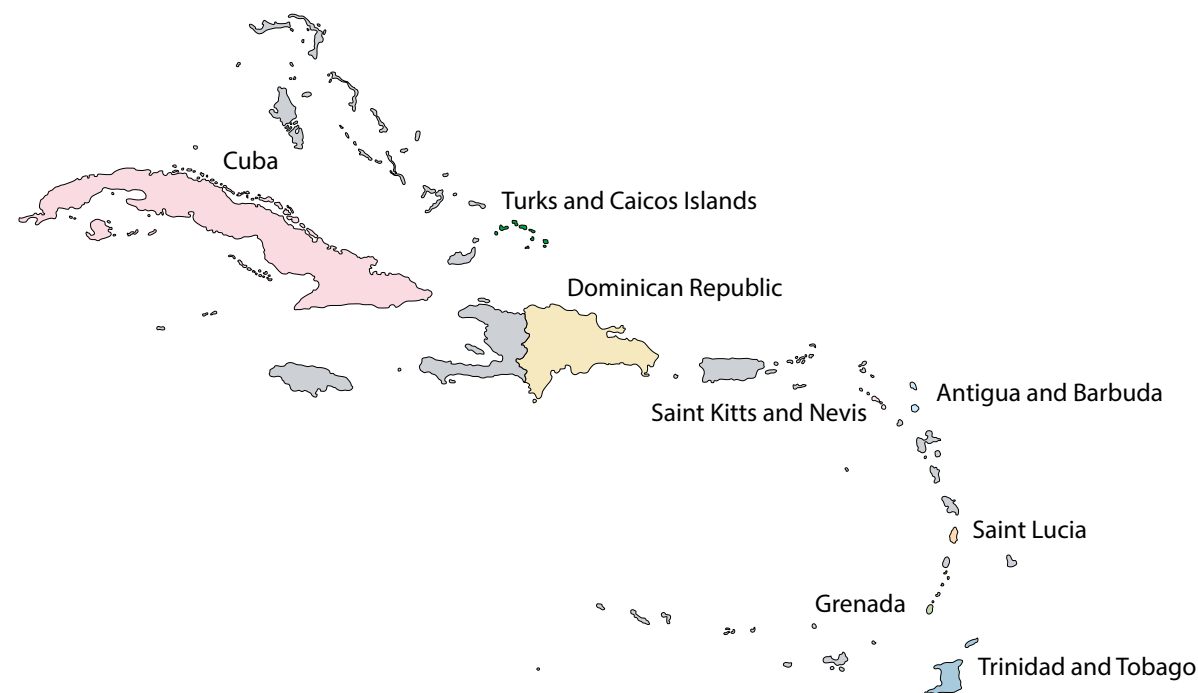 Cuba
Turks and Caicos Islands
Dominican Republic
Antigua and Barbuda
Saint Kitts and Nevis
Saint Lucia
Grenada
Trinidad and Tobago